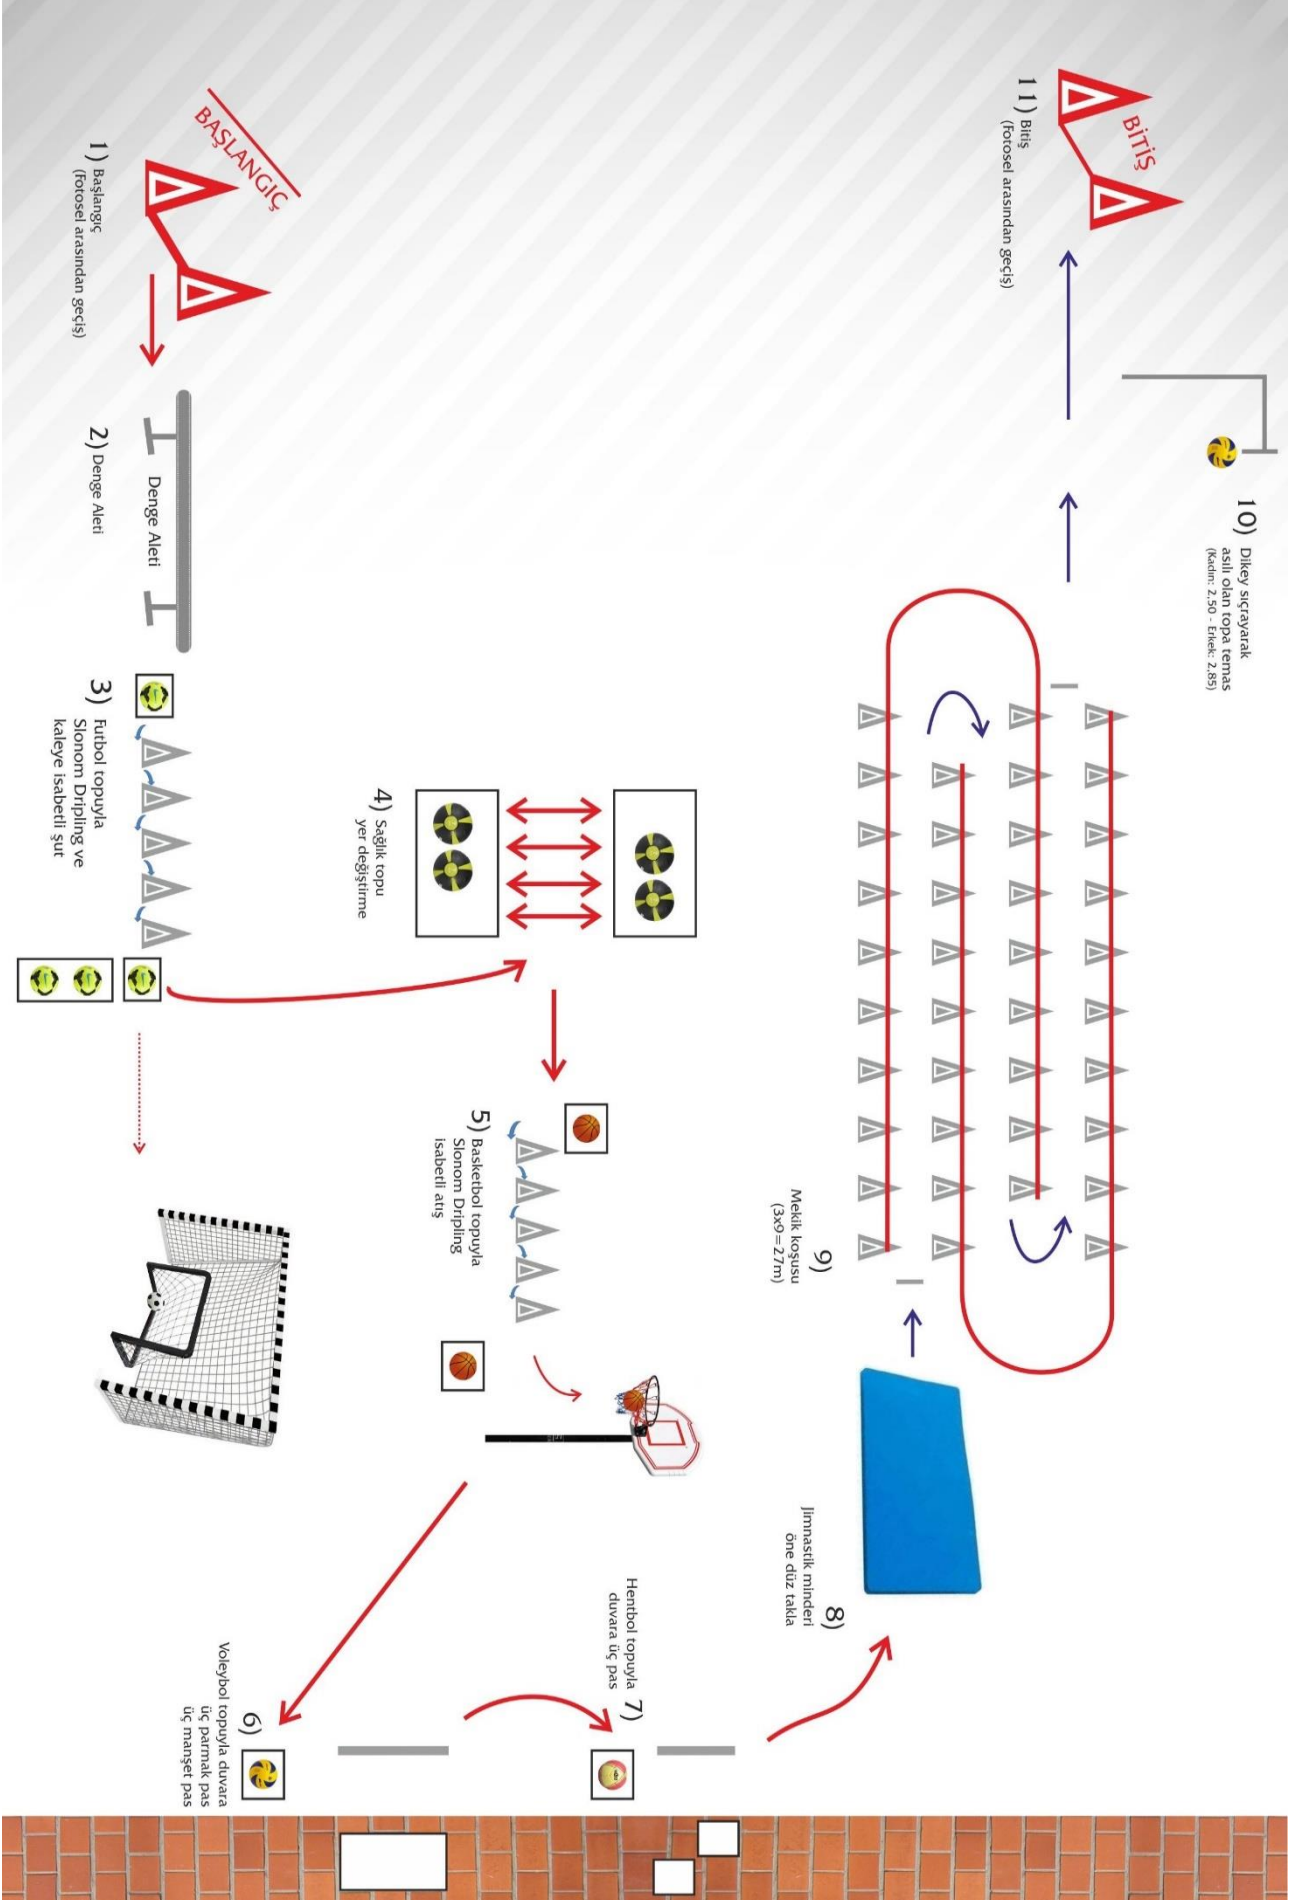 BAŞLANGIÇ
1) Başlangıç
(Fotosel arasından geçiş)
Denge Aleti
2) Denge Aleti
3) Futbol topuyla
Slonom Dripling ve
kaleye isabetli şut
4) Sağlık topu
yer değiştirme
5) Basketbol topuyla
Slonom Dripling
isabetli atış
6)
Voleybol topuyla duvara
üç parmak pas
üç manşet pas
7)
Hentbol topuyla
duvara üç pas
8)
Jimnastik minderi
öne düz takla
9)
Mekik koşusu
(3x9=27m)
10) Dikey sıçrayarak
asılı olan topa temas
(Kadın: 2,50 - Erkek: 2,85)
BİTİŞ
11) Bitiş
(Fotosel arasından geçiş)